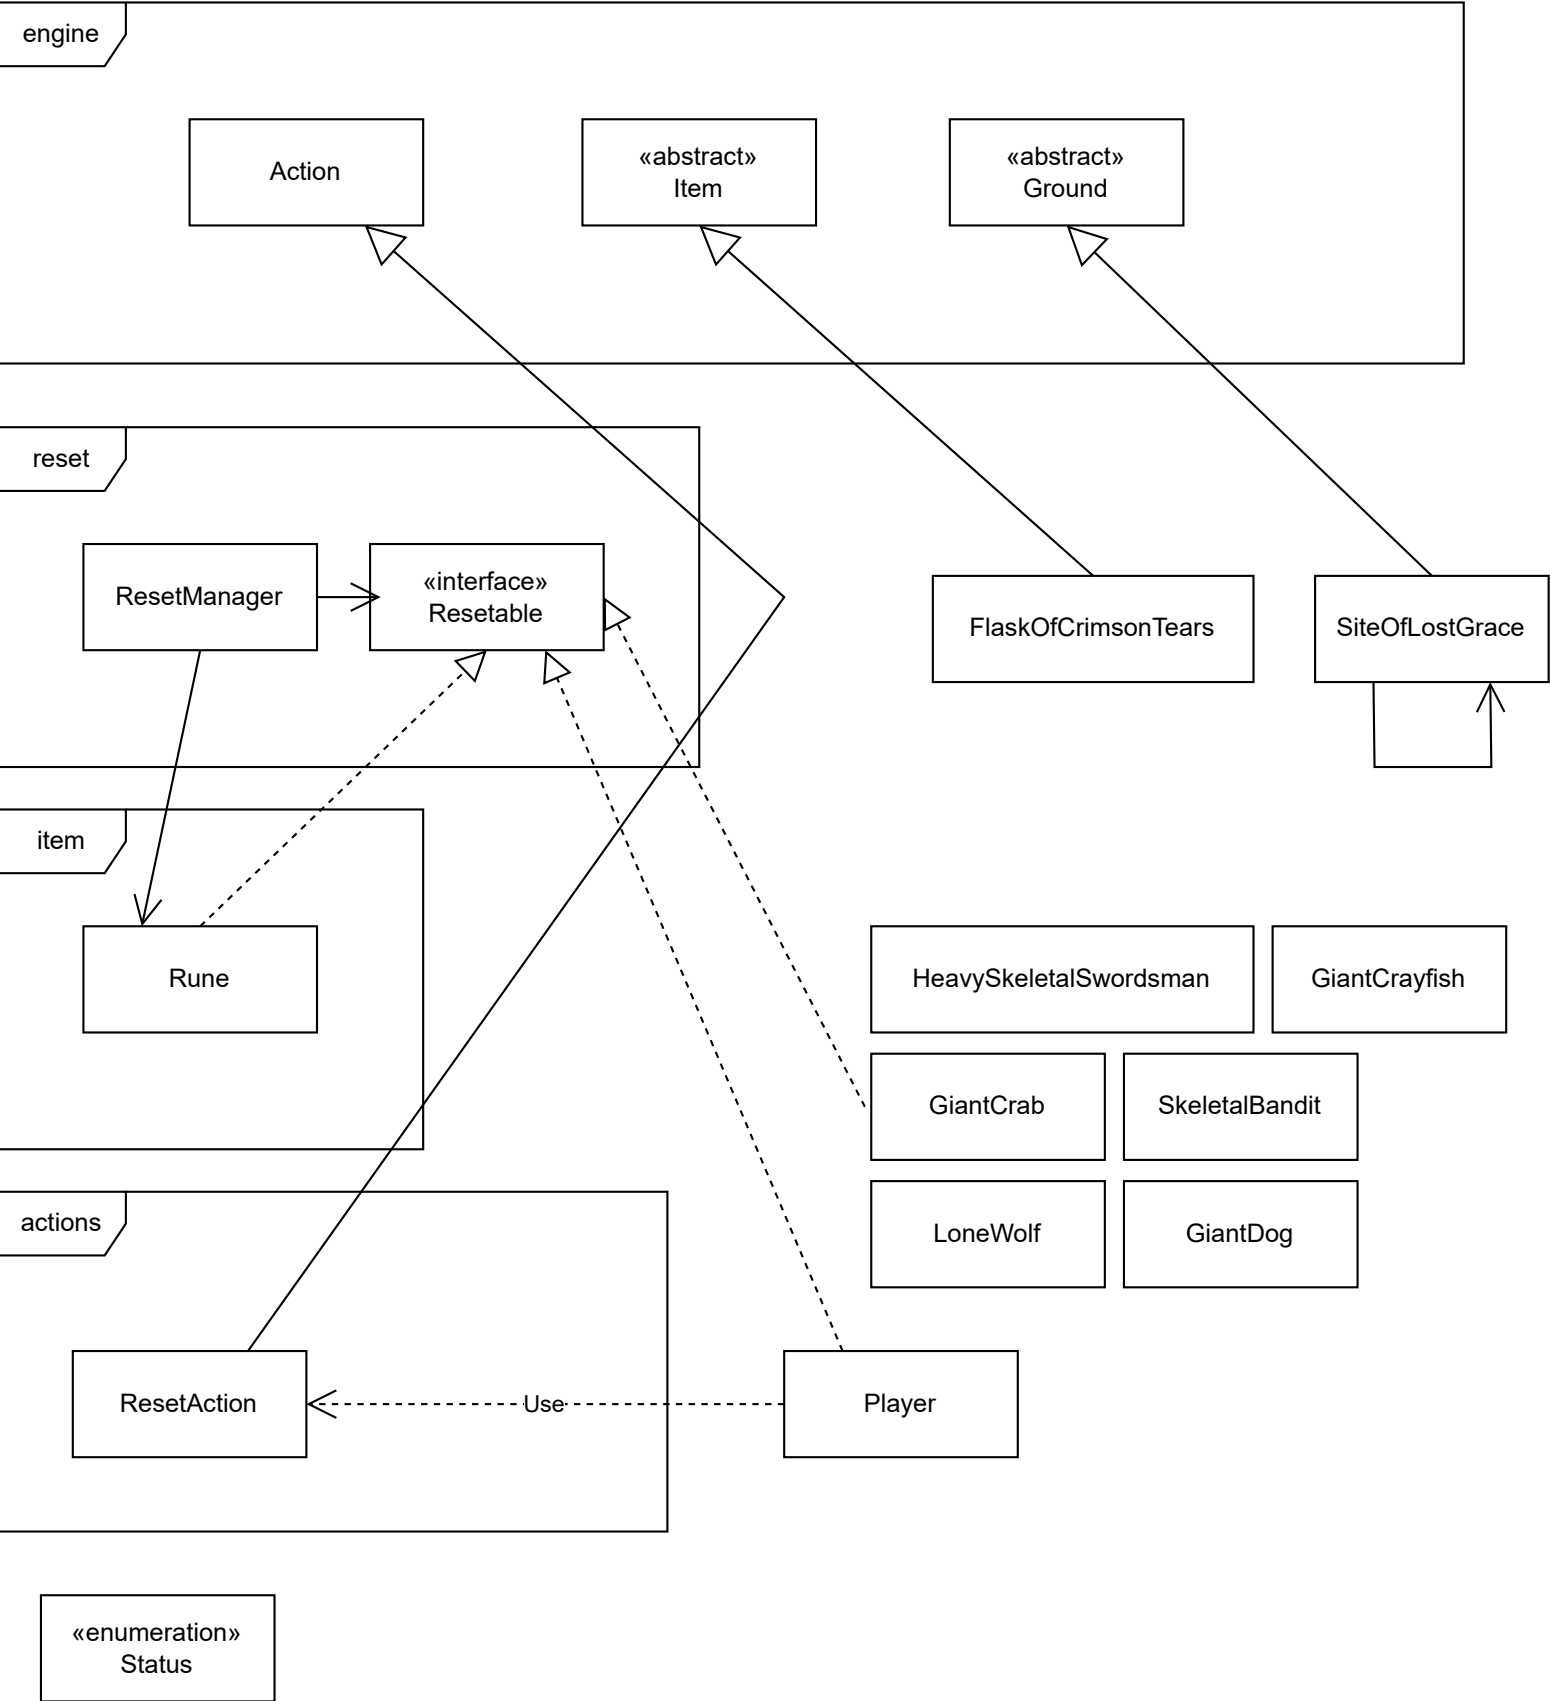 engine
Action
«abstract»
Item
«abstract»
Ground
reset
ResetManager
«interface»
Resetable
FlaskOfCrimsonTears
SiteOfLostGrace
item
Rune
HeavySkeletalSwordsman
GiantCrayfish
GiantCrab
SkeletalBandit
LoneWolf
GiantDog
actions
ResetAction
Use
Player
«enumeration»
Status